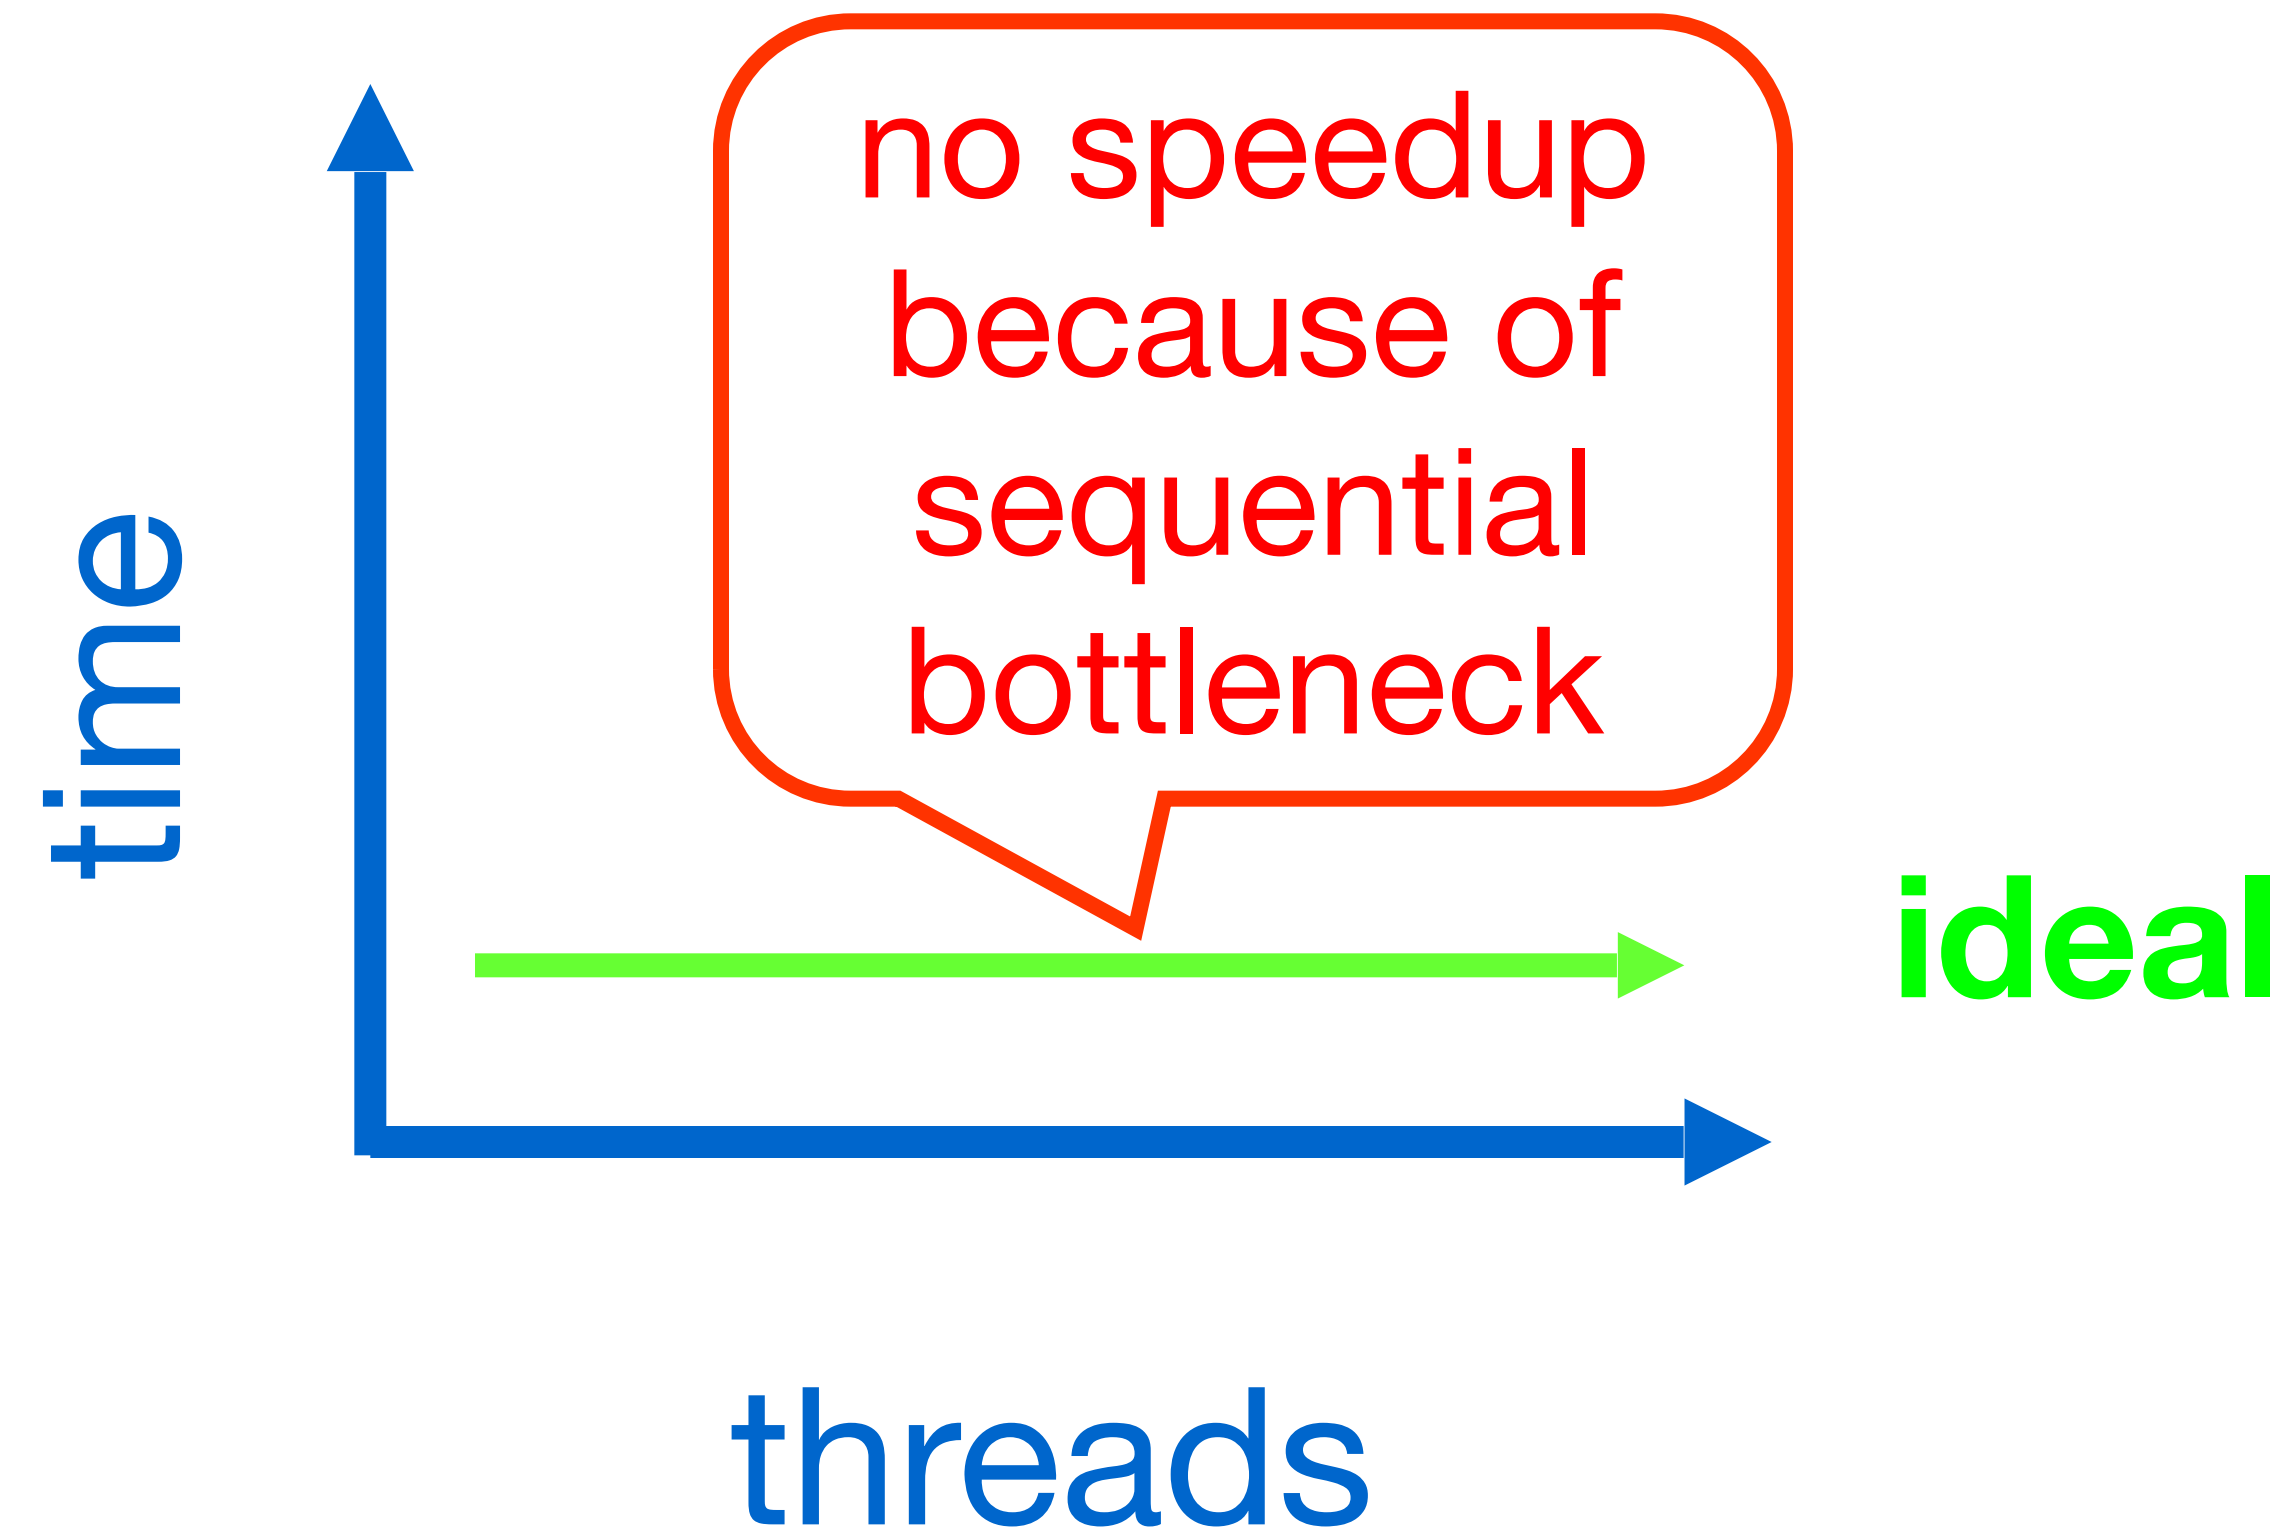 no speedup
because of
sequential
bottleneck
time
ideal
threads